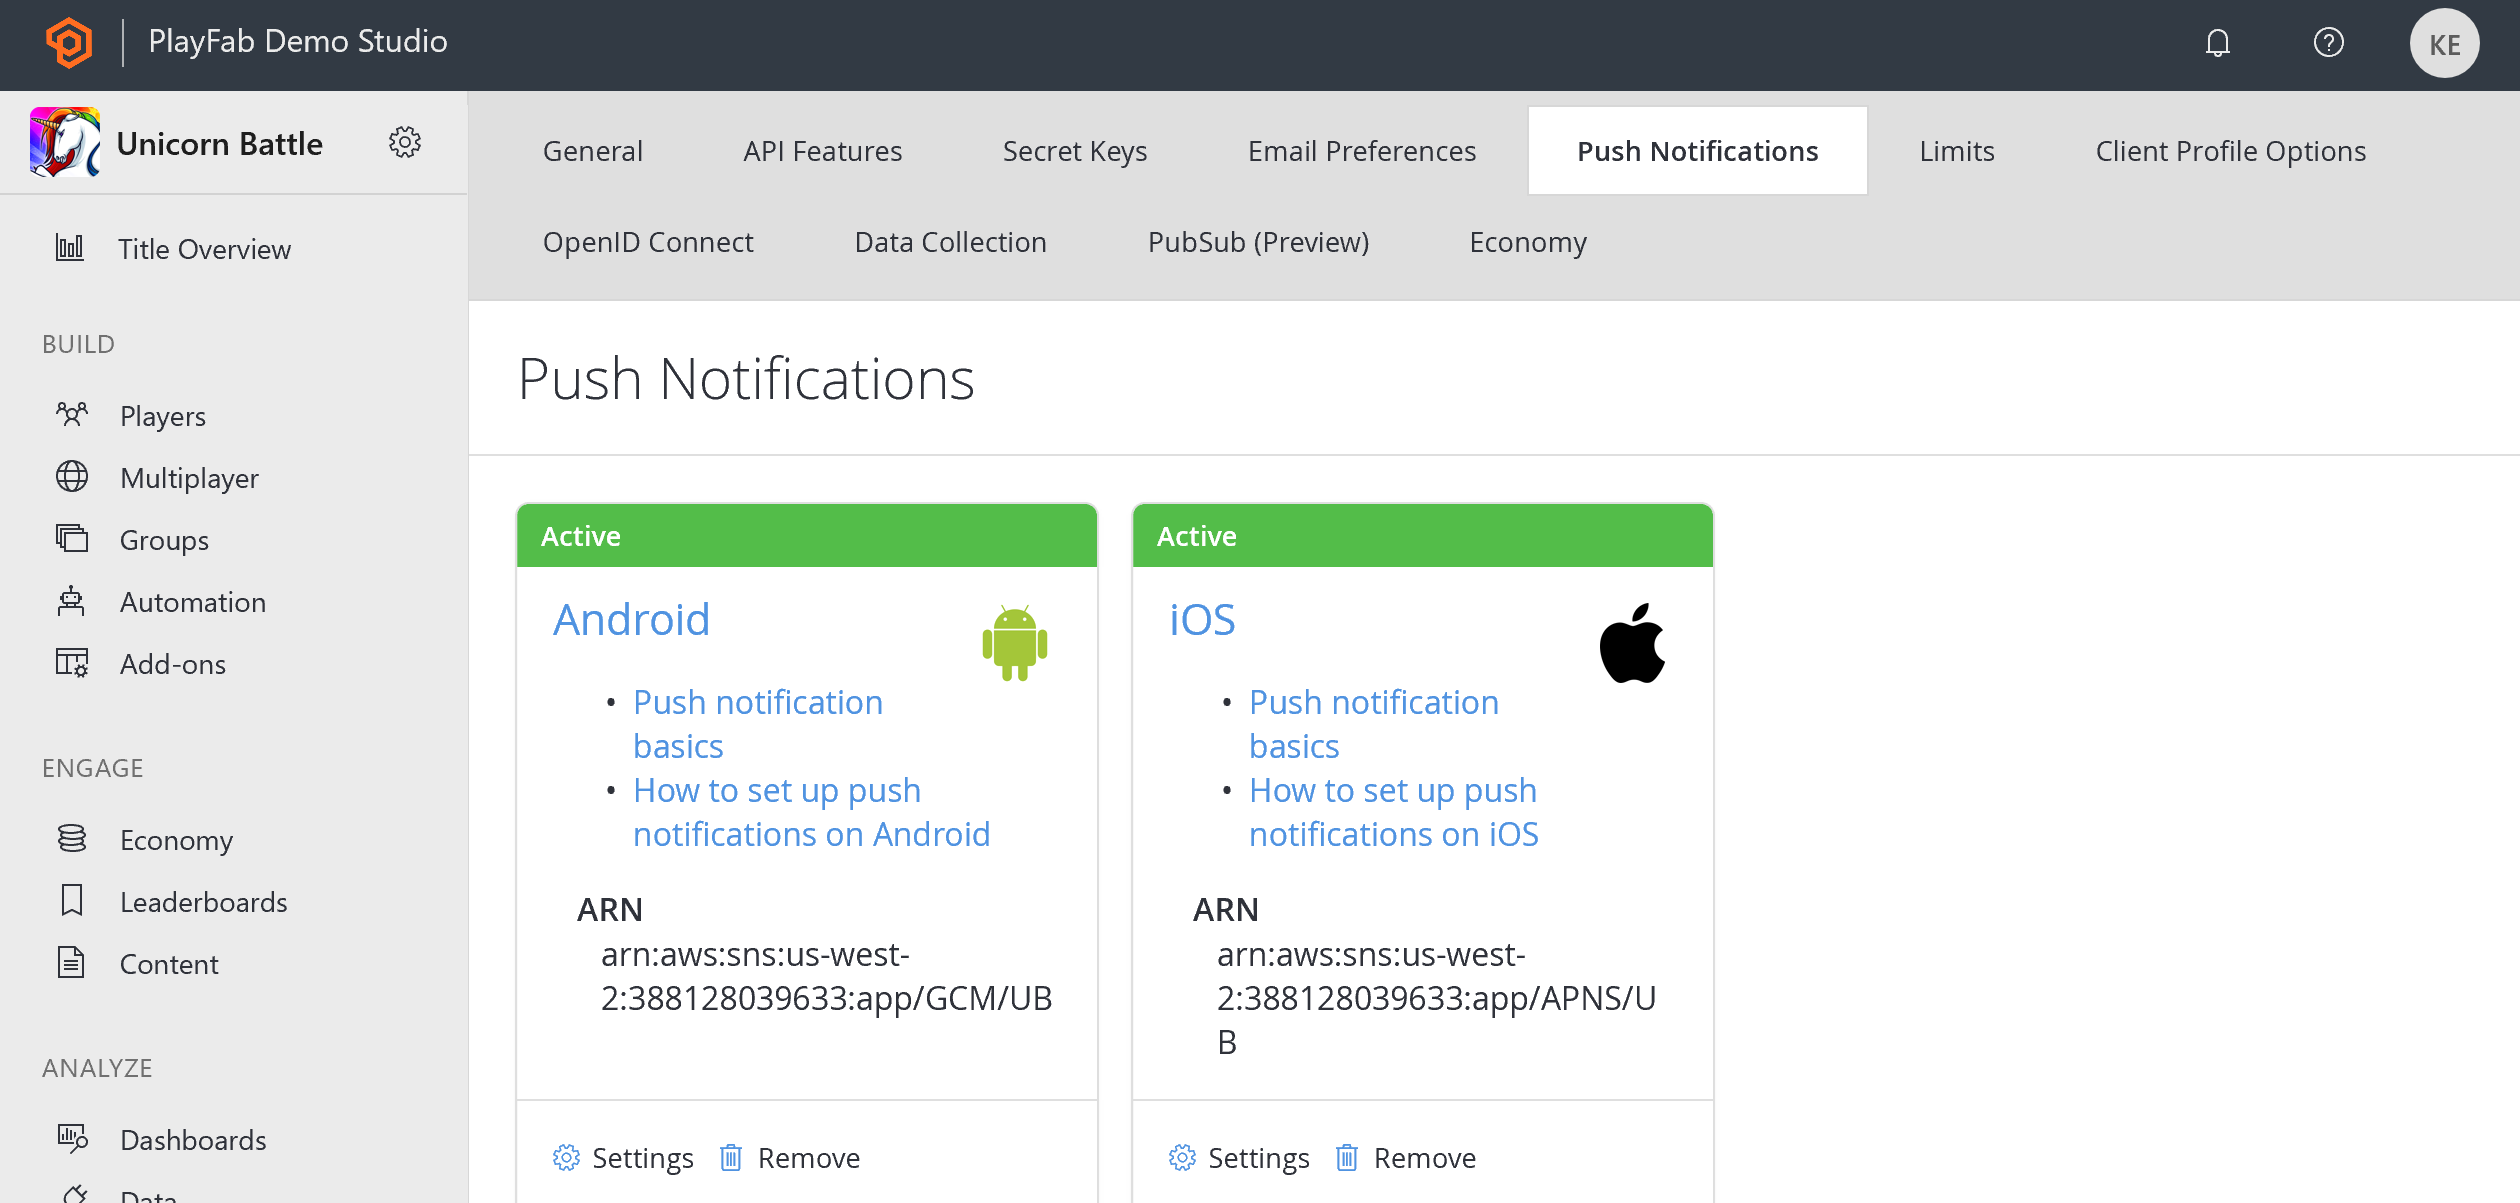 PlayFab Demo Studio
KE
Unicorn Battle
General
API Features
Secret Keys
Email Preferences
Push Notifications
Limits
Client Profile Options
OpenID Connect
Data Collection
PubSub (Preview)
Economy
Title Overview
BUILD
Players
Multiplayer
Groups
Automation
Add-ons
ENGAGE
Economy
Leaderboards
Content
ANALYZE
Dashboards
Data
Push Notifications
Active
Android
• Push notification
basics
• How to set up push
notifications on Android
ARN
arn:aws:sns:us-west-
2:388128039633:app/GCM/UB
Settings
Remove
Active
iOS
• Push notification
basics
• How to set up push
notifications on iOS
ARN
arn:aws:sns:us-west-
2:388128039633:app/APNS/U
B
Settings
Remove